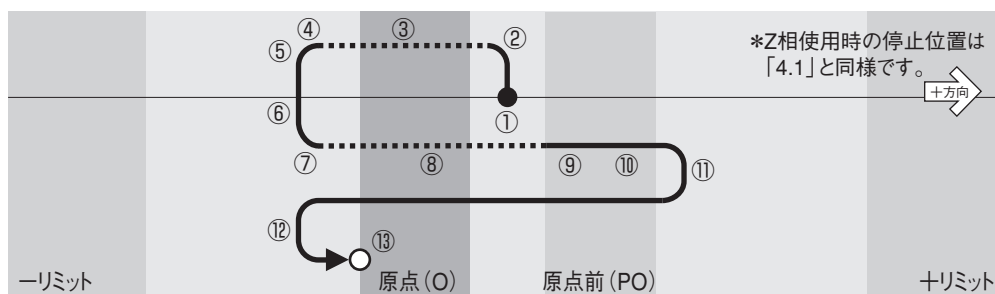 ④
③
②
⑤
*Z相使用時の停止位置は
「4.1」と同様です。
+方向
⑥
①
⑦
⑧
⑨
⑩
⑪
⑫
⑬
−リミット
原点(O)
原点前(PO)
+リミット